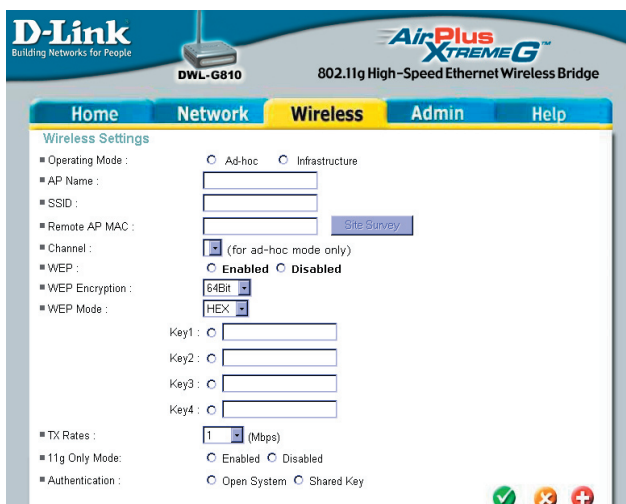 D-Link
Building Networks for People
AirPlus
XTREME G™
DWL-G810
802.11g High-Speed Ethernet Wireless Bridge
Home Network Wireless Admin Help
Wireless Settings
Operating Mode : Ad-hoc Infrastructure
AP Name :
SSID :
Remote AP MAC : Site Survey
Channel : (for ad-hoc mode only)
WEP : Enabled Disabled
WEP Encryption : 64Bit
WEP Mode : HEX
Key1 :
Key2 :
Key3 :
Key4 :
TX Rates : 1 (Mbps)
11g Only Mode: Enabled Disabled
Authentication : Open System Shared Key